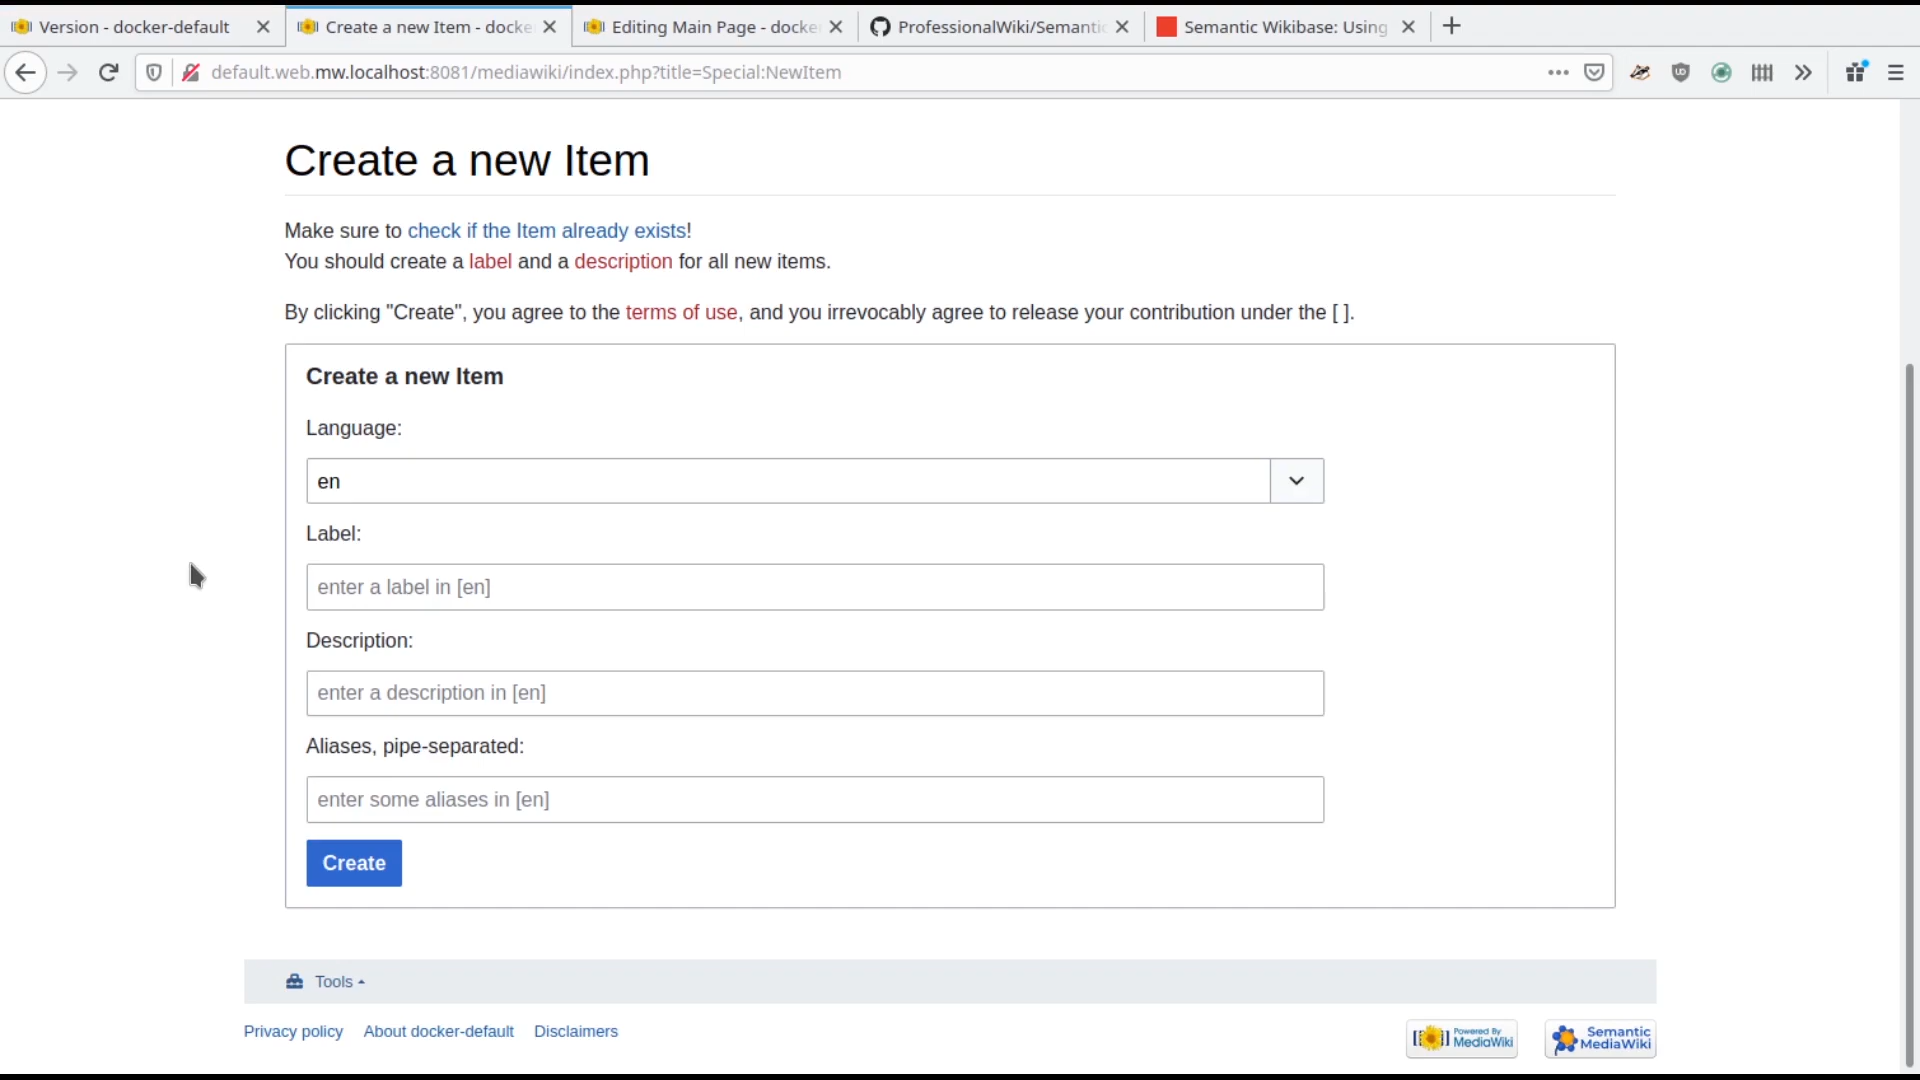 Version - docker-default
Create a new Item - docke
Editing Main Page - docke
ProfessionalWiki/Semantic
Semantic Wikibase: Using
default.web.mw.localhost:8081/mediawiki/index.php?title=Special:NewItem
Create a new Item
Make sure to check if the Item already exists!
You should create a label and a description for all new items.
By clicking "Create", you agree to the terms of use, and you irrevocably agree to release your contribution under the [ ].
Create a new Item
Language:
en
Label:
enter a label in [en]
Description:
enter a description in [en]
Aliases, pipe-separated:
enter some aliases in [en]
Create
Tools
Privacy policy About docker-default Disclaimers
Powered By
MediaWiki
Semantic
MediaWiki